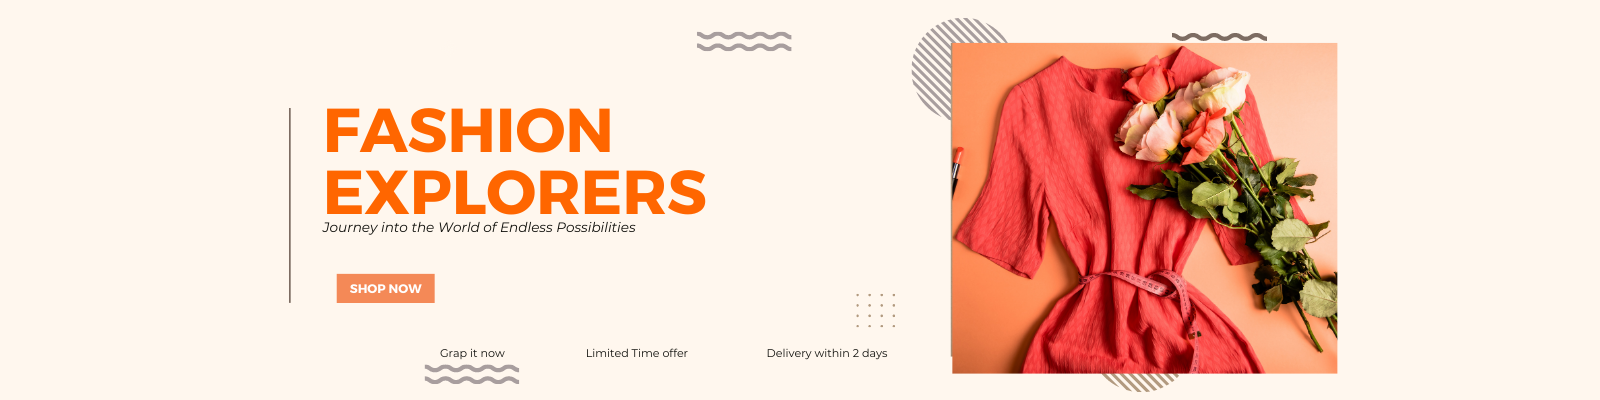 FASHION
EXPLORERS
Journey into the World of Endless Possibilities
SHOP NOW
Grap it now
Limited Time offer
Delivery within 2 days